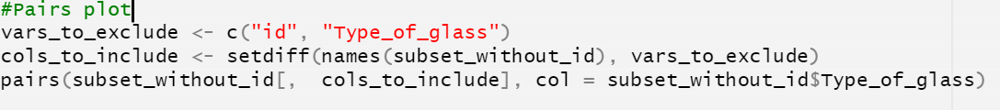 #Pairs plot
vars_to_exclude <- c("id", "Type_of_glass")
cols_to_include <- setdiff(names(subset_without_id), vars_to_exclude)
pairs(subset_without_id[,  cols_to_include], col = subset_without_id$Type_of_glass)